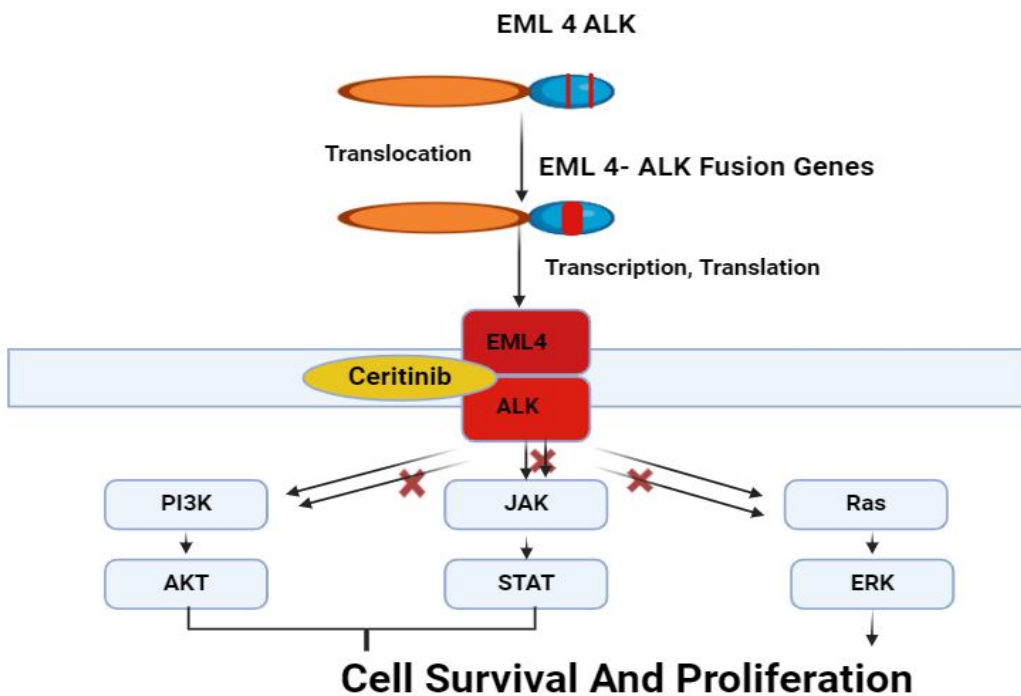 EML 4 ALK
Translocation
EML 4- ALK Fusion Genes
Transcription, Translation
EML4
Ceritinib
ALK
PI3K
JAK
Ras
AKT
STAT
ERK
Cell Survival And Proliferation